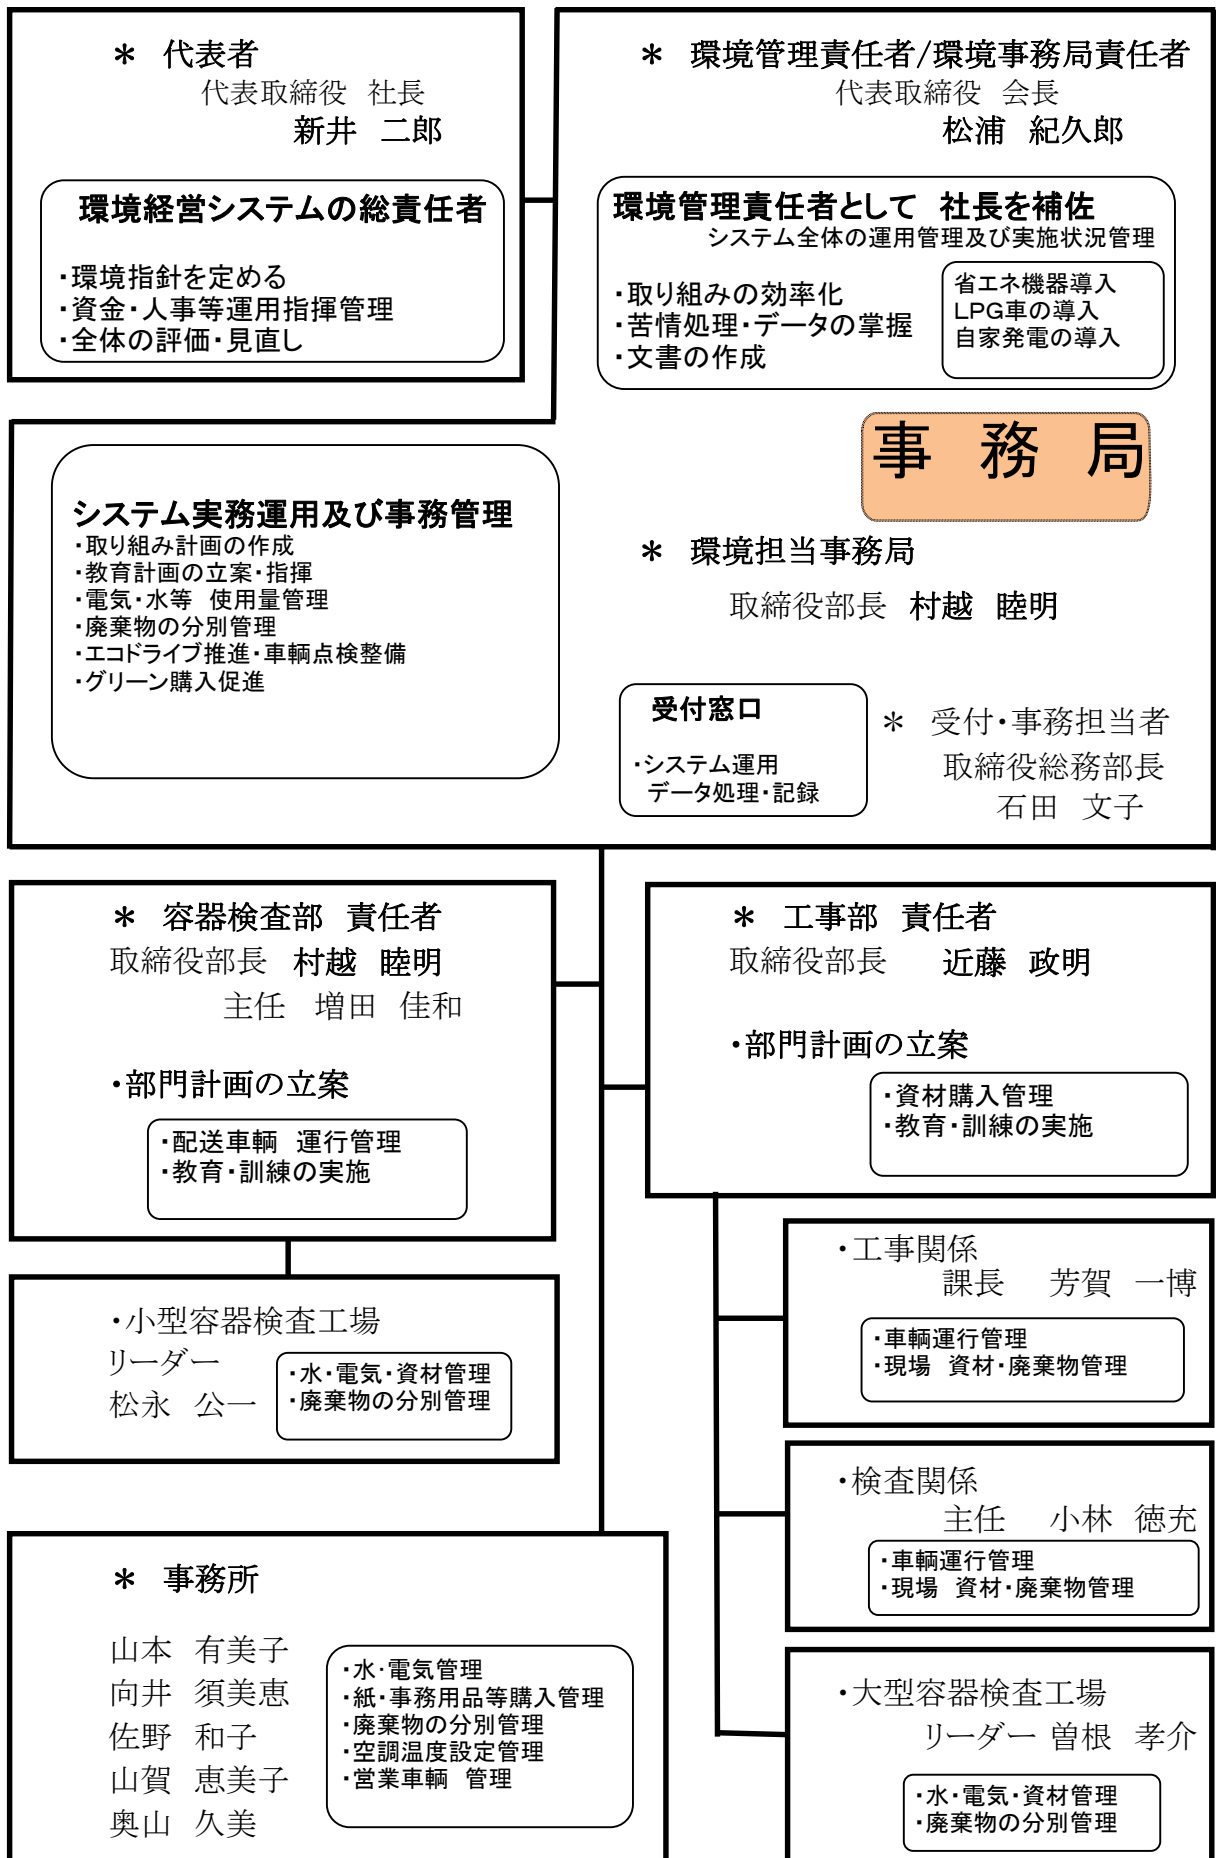 ＊ 代表者
代表取締役 社長
新井 二郎
環境経営システムの総責任者
・環境指針を定める
・資金・人事等運用指揮管理
・全体の評価・見直し
＊ 環境管理責任者/環境事務局責任者
代表取締役 会長
松浦 紀久郎
環境管理責任者として 社長を補佐
システム全体の運用管理及び実施状況管理
・取り組みの効率化
・苦情処理・データの掌握
・文書の作成
省エネ機器導入
LPG車の導入
自家発電の導入
事 務 局
システム実務運用及び事務管理
・取り組み計画の作成
・教育計画の立案・指揮
・電気・水等 使用量管理
・廃棄物の分別管理
・エコドライブ推進・車輌点検整備
・グリーン購入促進
＊ 環境担当事務局
取締役部長 村越 睦明
受付窓口
・システム運用
データ処理・記録
＊ 受付・事務担当者
取締役総務部長
石田 文子
＊ 容器検査部 責任者
取締役部長 村越 睦明
主任 増田 佳和
・部門計画の立案
・配送車輌 運行管理
・教育・訓練の実施
＊ 工事部 責任者
取締役部長 近藤 政明
・部門計画の立案
・資材購入管理
・教育・訓練の実施
・小型容器検査工場
リーダー
松永 公一
・水・電気・資材管理
・廃棄物の分別管理
・工事関係
課長 芳賀 一博
・車輌運行管理
・現場 資材・廃棄物管理
・検査関係
主任 小林 徳充
・車輌運行管理
・現場 資材・廃棄物管理
＊ 事務所
山本 有美子
向井 須美恵
佐野 和子
山賀 恵美子
奥山 久美
・水・電気管理
・紙・事務用品等購入管理
・廃棄物の分別管理
・空調温度設定管理
・営業車輌 管理
・大型容器検査工場
リーダー 曽根 孝介
・水・電気・資材管理
・廃棄物の分別管理